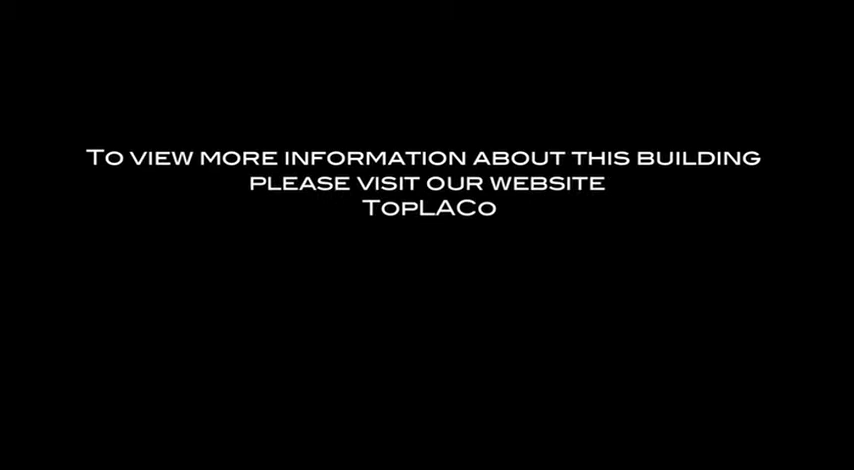 To view more information about this building
please visit our website
TopLACo